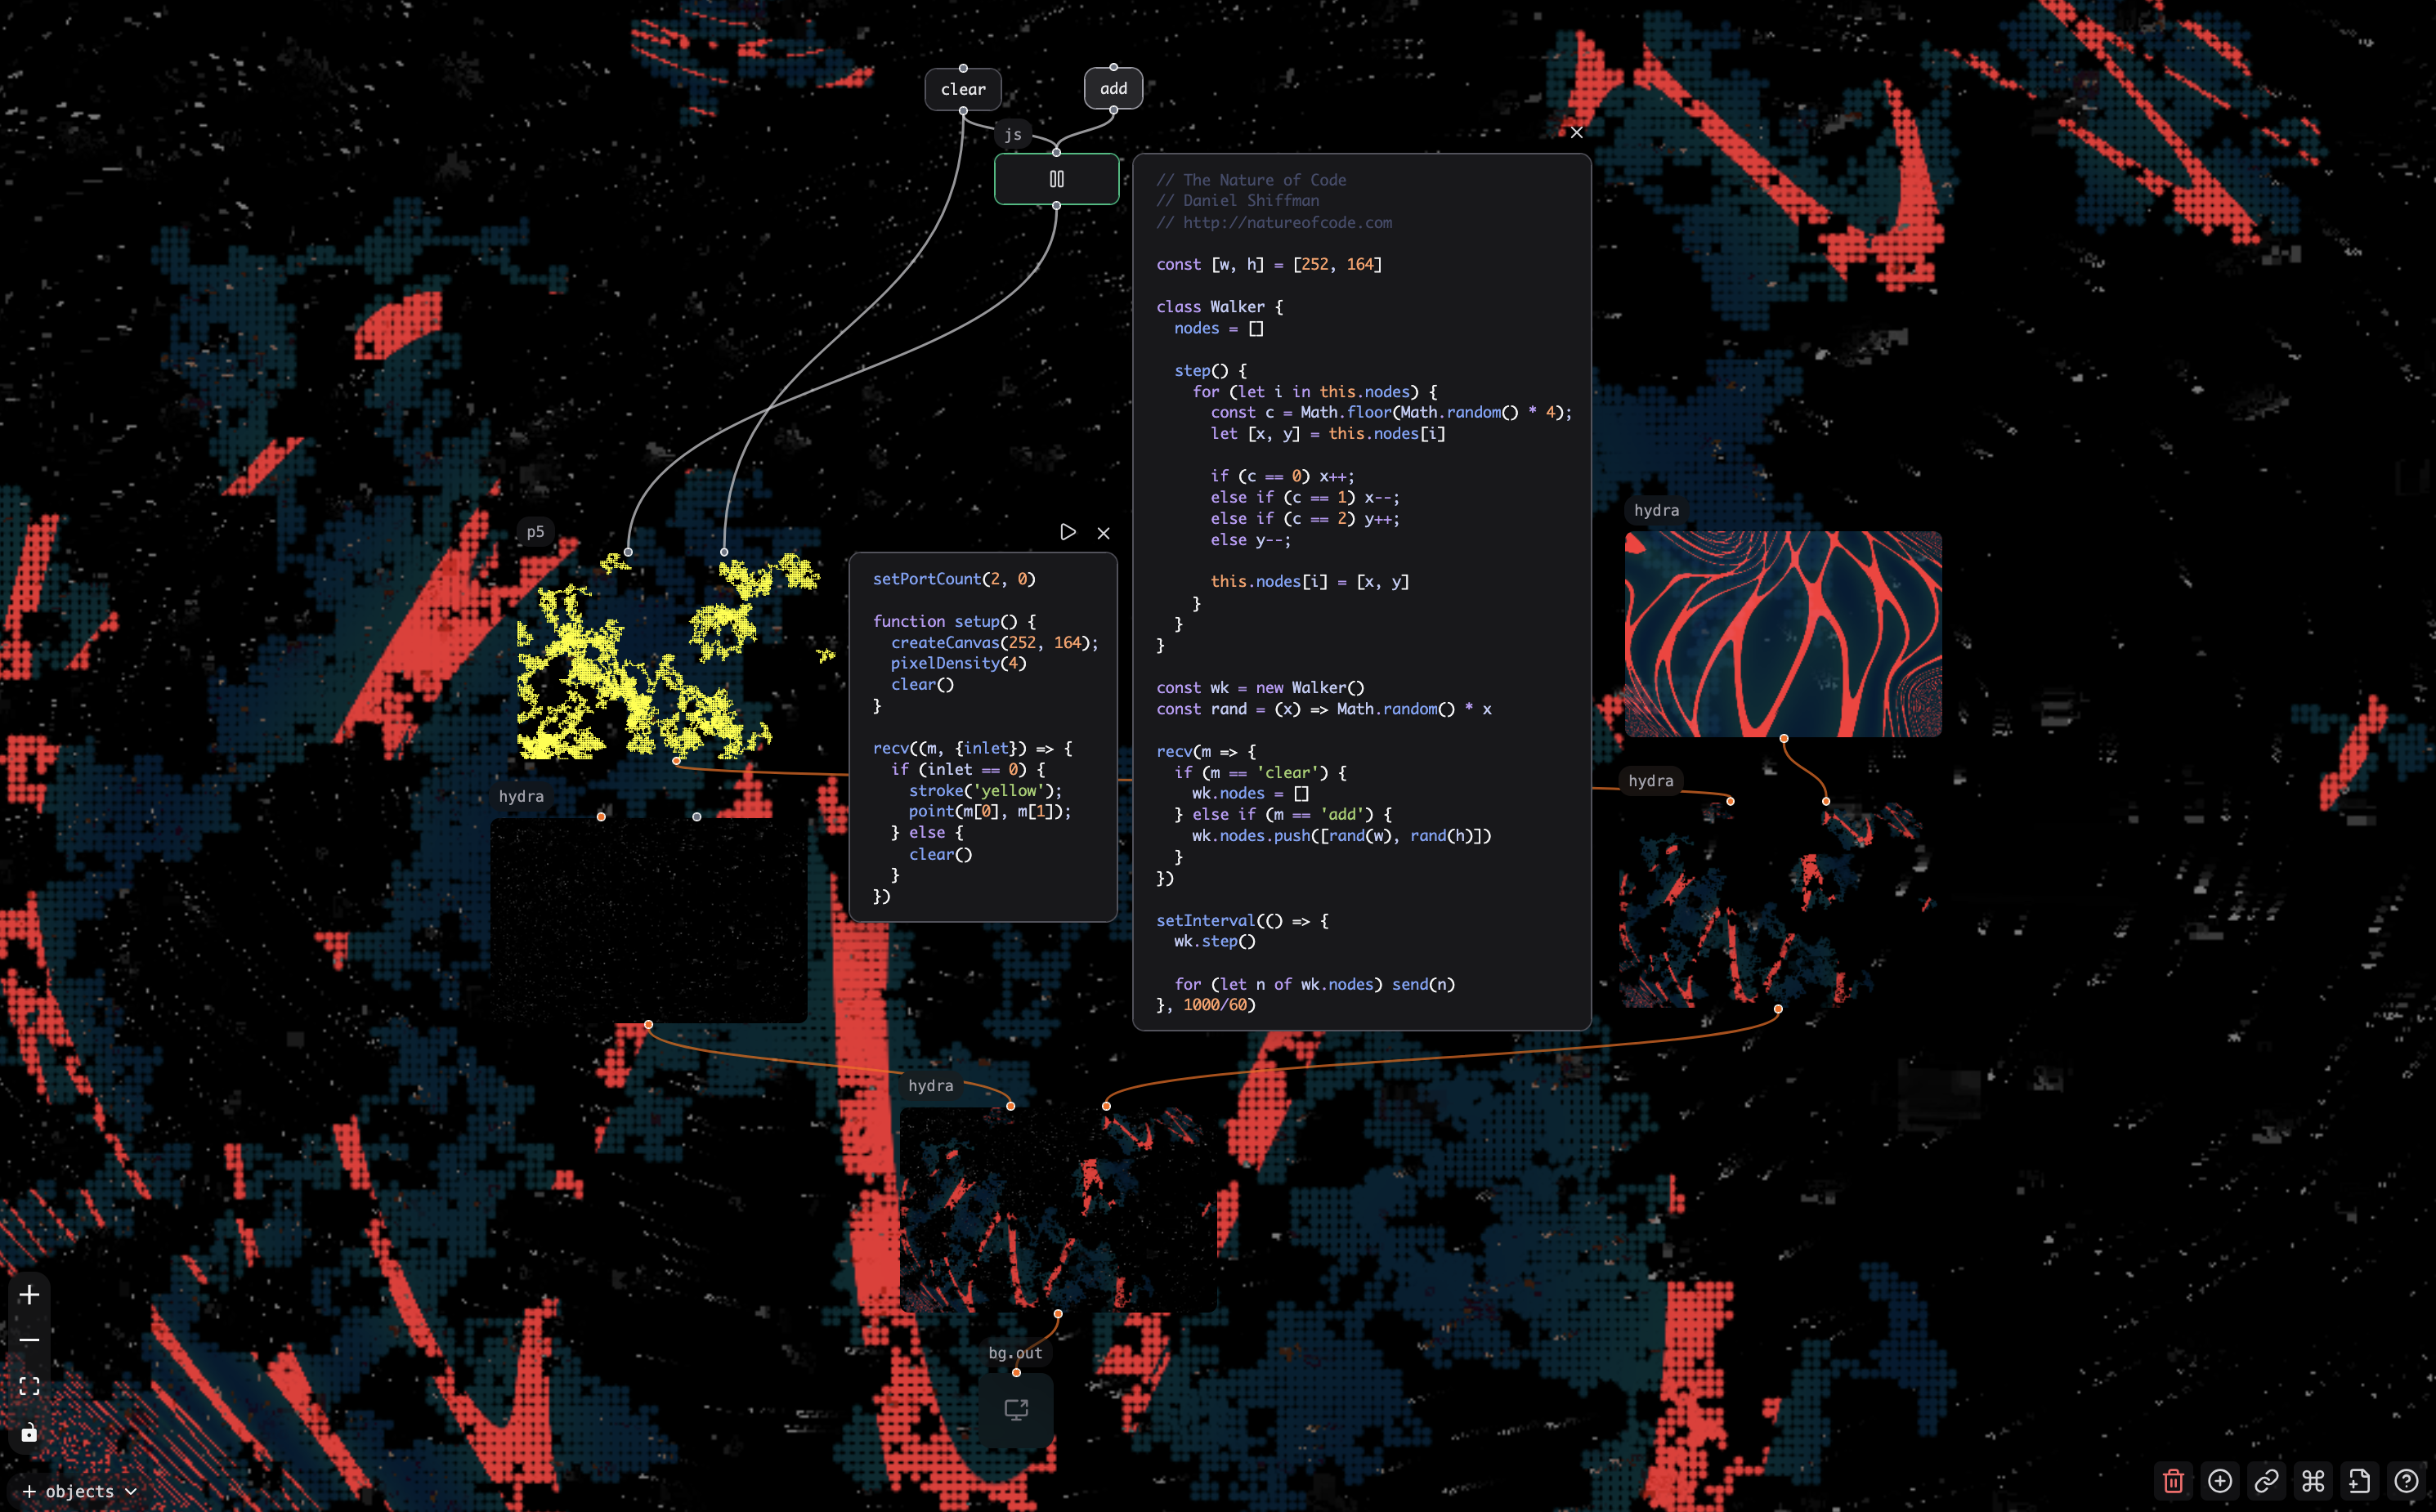 clear
add
js
// The Nature of Code
// Daniel Shiffman
// http://natureofcode.com
const [w, h] = [252, 164]
class Walker {
  nodes = []
  step() {
    for (let i in this.nodes) {
      const c = Math.floor(Math.random() * 4);
      let [x, y] = this.nodes[i]
      if (c == 0) x++;
      else if (c == 1) x--;
      else if (c == 2) y++;
      else y--;
      this.nodes[i] = [x, y]
    }
  }
}
const wk = new Walker()
const rand = (x) => Math.random() * x
recv(m => {
  if (m == 'clear') {
    wk.nodes = []
  } else if (m == 'add') {
    wk.nodes.push([rand(w), rand(h)])
  }
})
setInterval(() => {
  wk.step()
  for (let n of wk.nodes) send(n)
}, 1000/60)
p5
setPortCount(2, 0)
function setup() {
  createCanvas(252, 164);
  pixelDensity(4)
  clear()
}
recv((m, {inlet}) => {
  if (inlet == 0) {
    stroke('yellow');
    point(m[0], m[1]);
  } else {
    clear()
  }
})
hydra
hydra
hydra
hydra
bg.out
+ objects